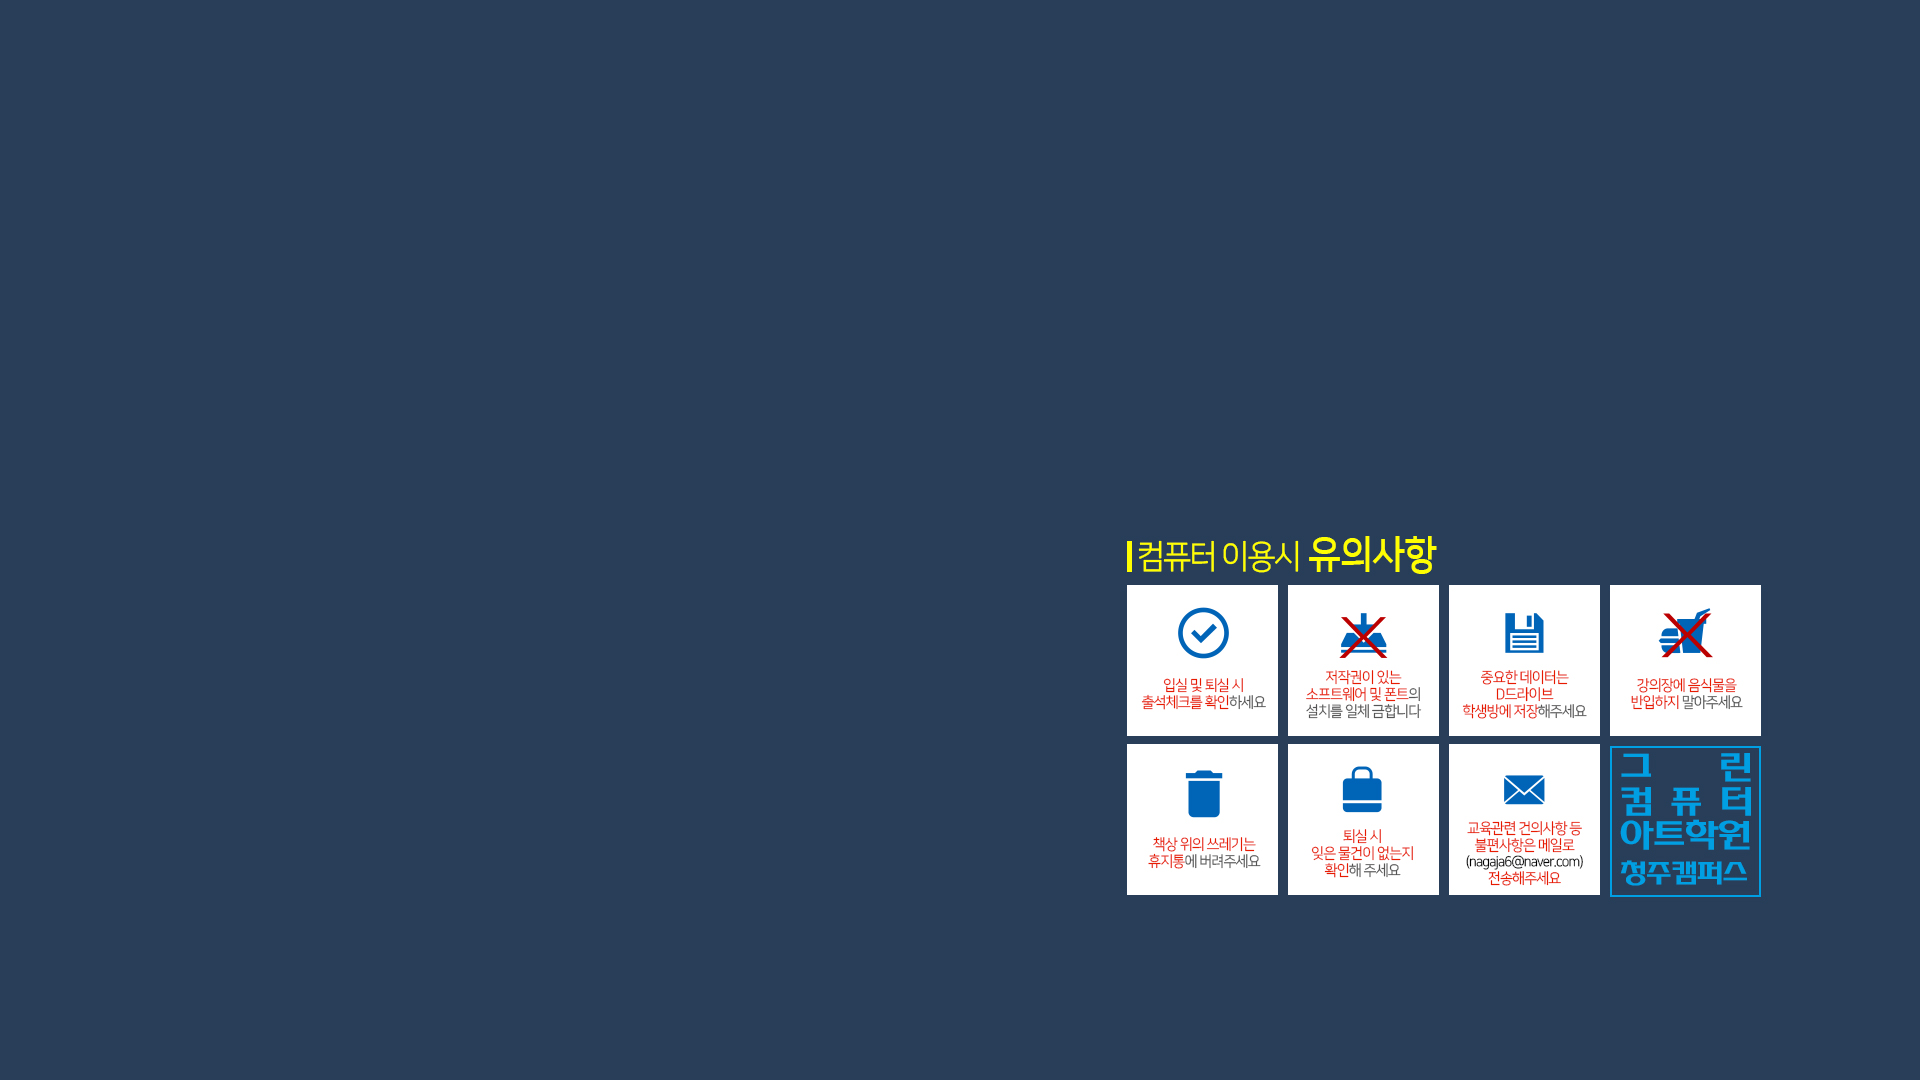 컴퓨터 이용시 유의사항
입실 및 퇴실 시
출석체크를 확인하세요
저작권이 있는
소프트웨어 및 폰트의
설치를 일체 금합니다
중요한 데이터는
D드라이브
학생방에 저장해주세요
강의장에 음식물을
반입하지 말아주세요
책상 위의 쓰레기는
휴지통에 버려주세요
퇴실 시
잊은 물건이 없는지
확인해 주세요
교육관련 건의사항 등
불편사항은 메일로
(nagaja6@naver.com)
전송해주세요
그린
컴퓨터
아트학원
청주캠퍼스